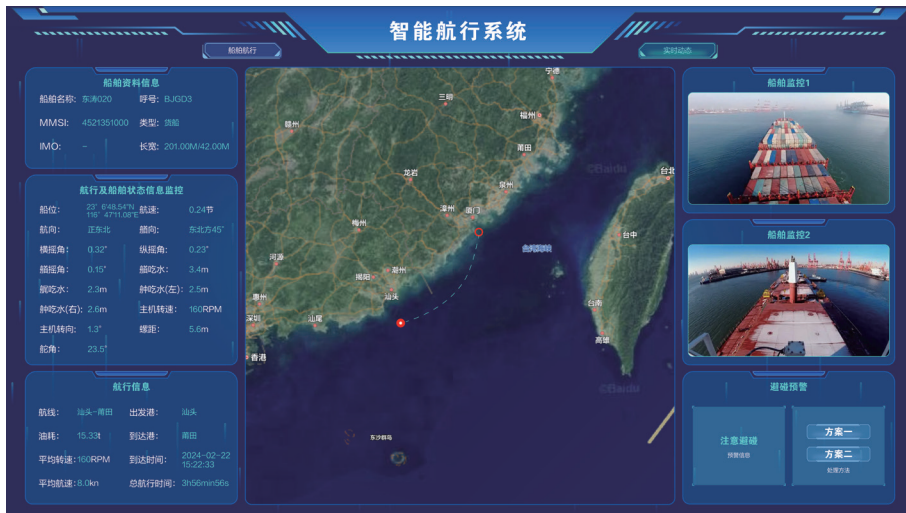 智能航行系统
船舶航行
实时动态
船舶资料信息
船舶名称: 东涛020 呼号: BJGD3
MMSI: 4521351000 类型: 货船
IMO: - 长宽: 201.00M/42.00M
航行及船舶状态信息监控
船位: 23° 6'48.54"N 116° 47'11.08"E 航速: 0.24节
航向: 正东北 艏向: 东北方45°
横摇角: 0.32° 纵摇角: 0.23°
艏摇角: 0.15° 艏吃水: 3.4m
艉吃水: 2.3m 舯吃水(左): 2.5m
舯吃水(右): 2.6m 主机转速: 160RPM
主机转向: 1.3° 螺距: 5.6m
舵角: 23.5°
航行信息
航线: 汕头-莆田 出发港: 汕头
油耗: 15.33t 到达港: 莆田
平均转速: 160RPM 到达时间: 2024-02-22 15:22:33
平均航速: 8.0kn 总航行时间: 3h56min56s
宁德
三明
福州
赣州
莆田
©Baidu
龙岩
台北
泉州
漳州
厦门
梅州
台中
台湾海峡
河源
潮州
揭阳
惠州
汕头
台南
深圳
汕尾
高雄
香港
©Baidu
东沙群岛
船舶监控1
船舶监控2
避碰预警
注意避碰
预警信息
方案一
方案二
处理方法